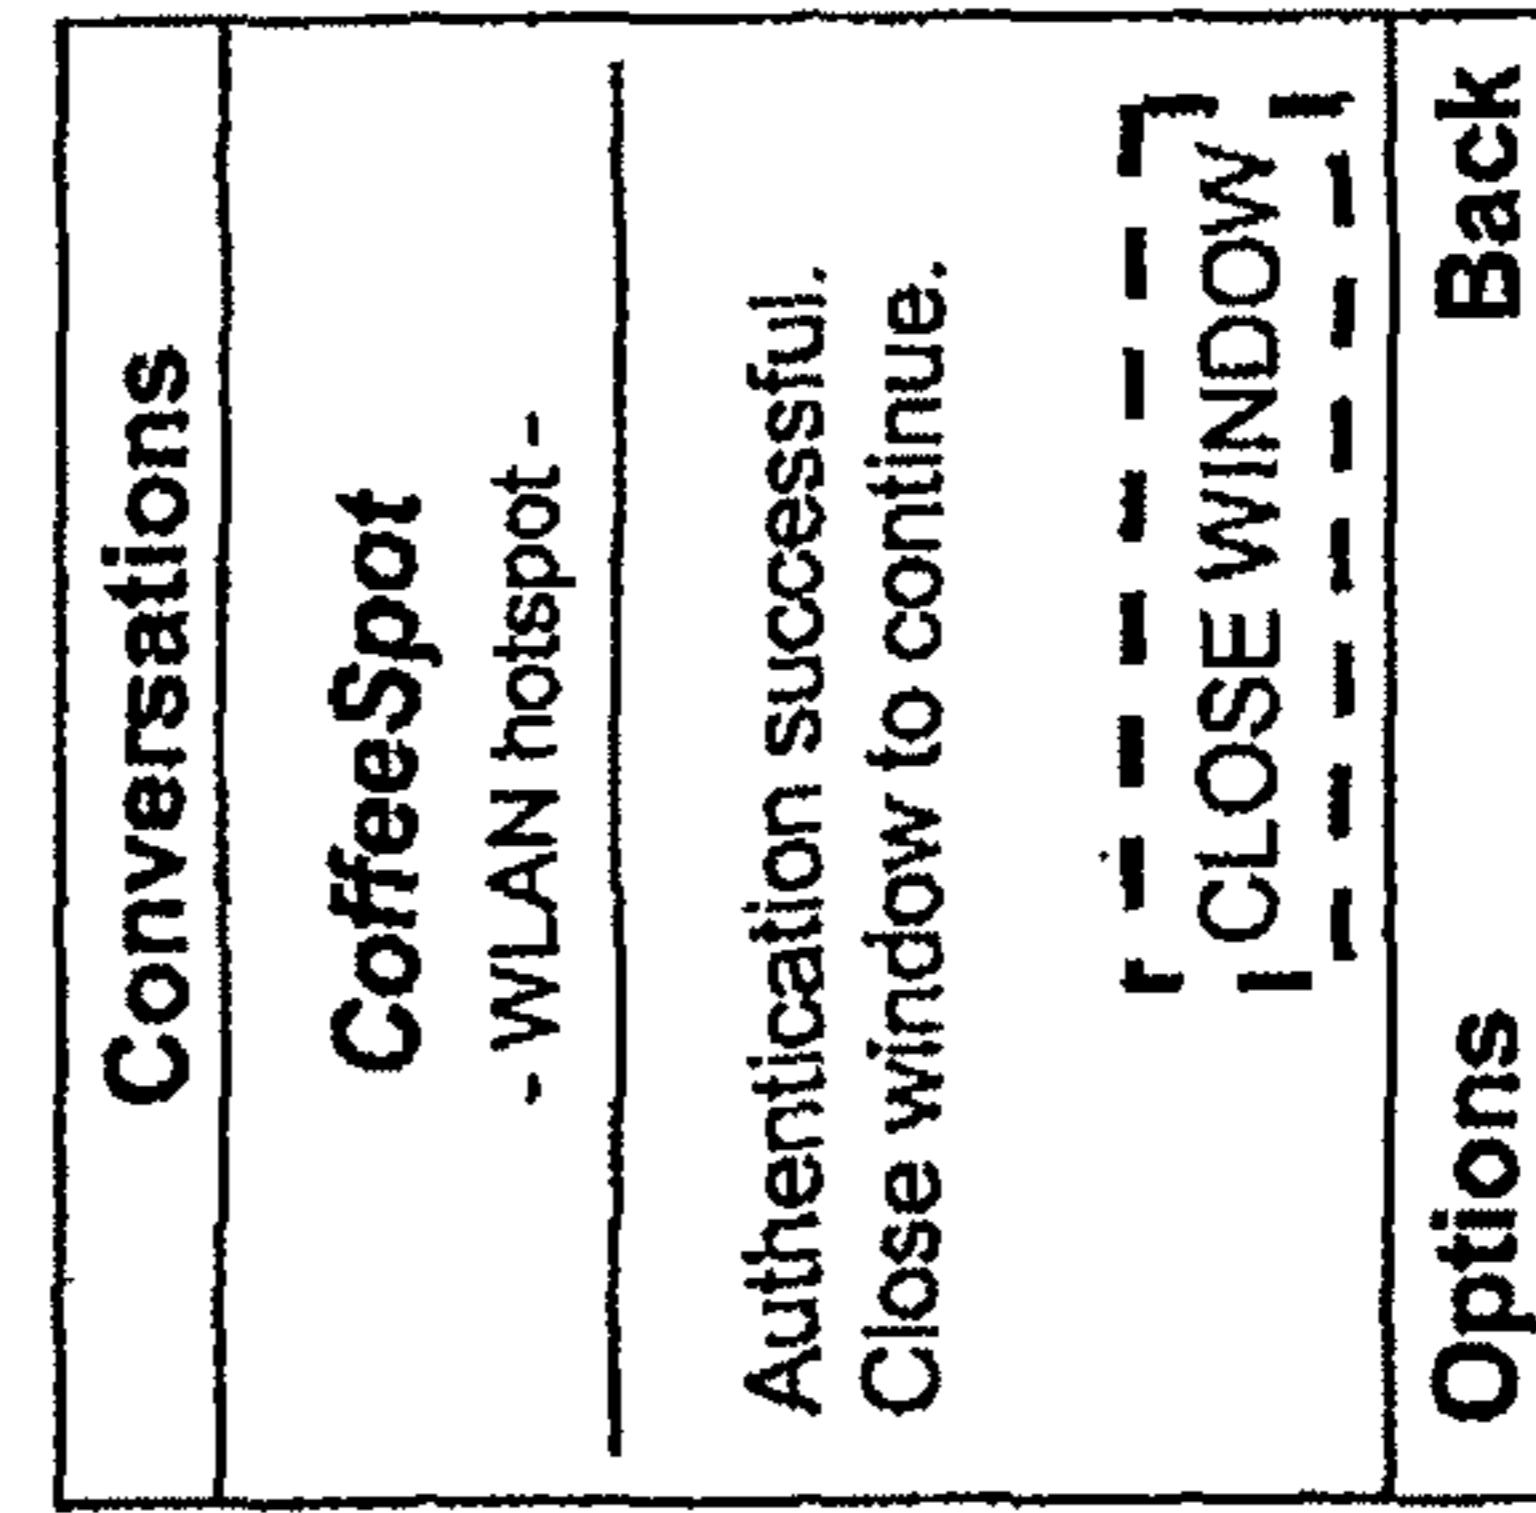 Conversations
CoffeeSpot
- WLAN hotspot -
Authentication successful.
Close window to continue.
CLOSE WINDOW
Options Back